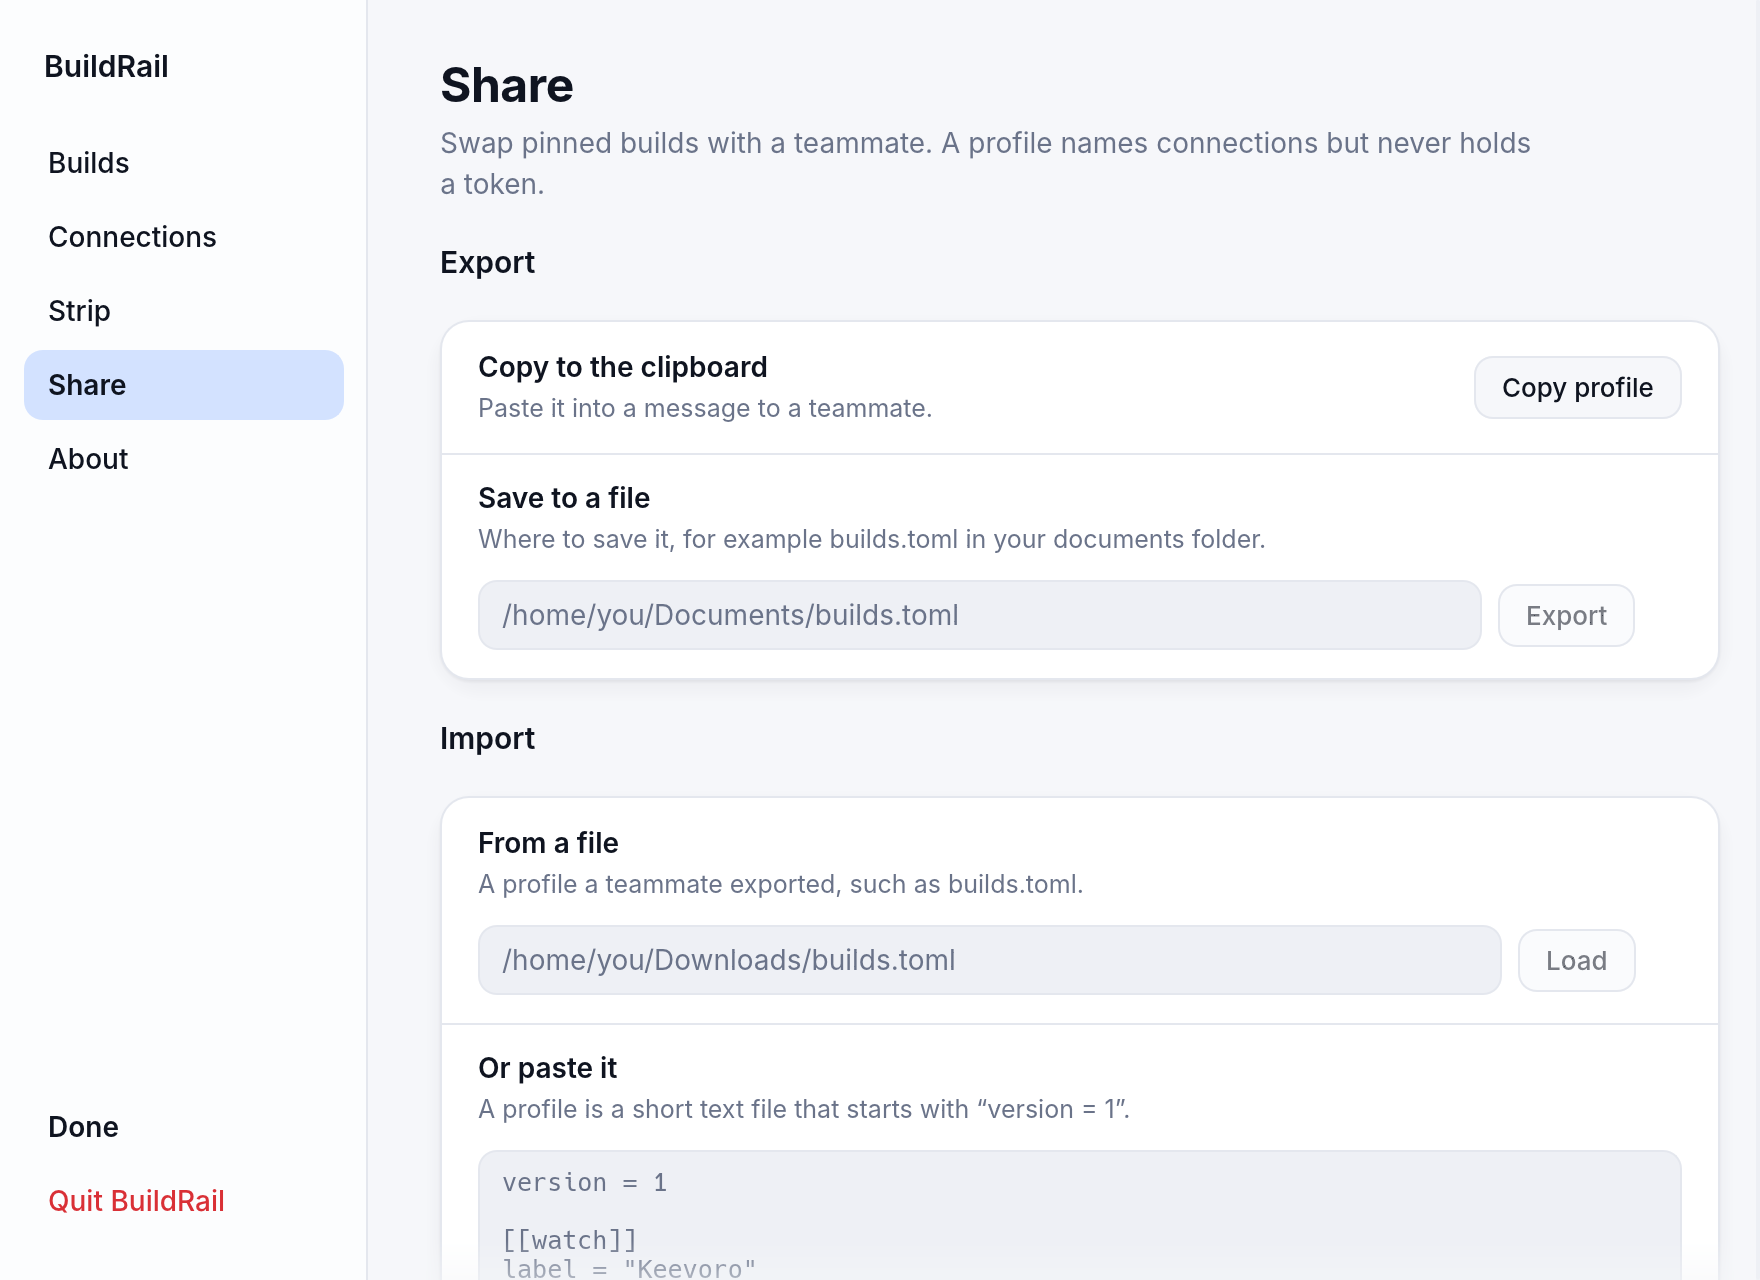 BuildRail
Builds
Connections
Strip
Share
About
Done
Quit BuildRail
Share
Swap pinned builds with a teammate. A profile names connections but never holds
a token.
Export
Copy to the clipboard
Paste it into a message to a teammate.
Copy profile
Save to a file
Where to save it, for example builds.toml in your documents folder.
/home/you/Documents/builds.toml
Export
Import
From a file
A profile a teammate exported, such as builds.toml.
/home/you/Downloads/builds.toml
Load
Or paste it
A profile is a short text file that starts with “version = 1”.
version = 1
[[watch]]
label = "Keevoro"